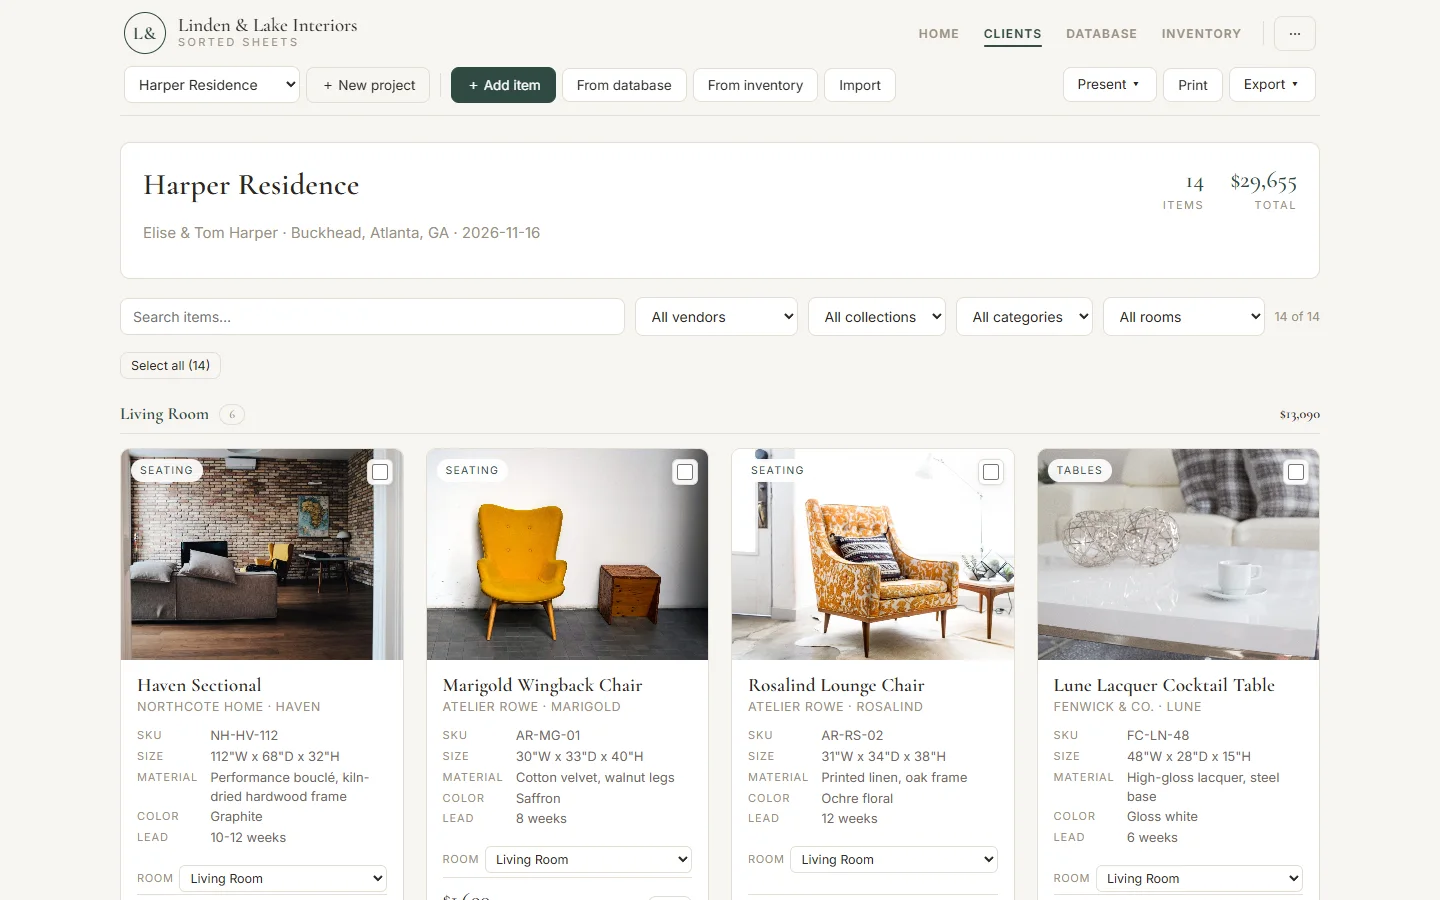 L&
Linden & Lake Interiors
SORTED SHEETS
HOME CLIENTS DATABASE INVENTORY ...
Harper Residence + New project + Add item From database From inventory Import Present ▾ Print Export ▾
Harper Residence
14 ITEMS
$29,655 TOTAL
Elise & Tom Harper · Buckhead, Atlanta, GA · 2026-11-16
Search items... All vendors All collections All categories All rooms 14 of 14
Select all (14)
Living Room 6 $13,090
SEATING
Haven Sectional
NORTHCOTE HOME · HAVEN
SKU NH-HV-112
SIZE 112"W x 68"D x 32"H
MATERIAL Performance bouclé, kiln-
dried hardwood frame
COLOR Graphite
LEAD 10-12 weeks
ROOM Living Room
SEATING
Marigold Wingback Chair
ATELIER ROWE · MARIGOLD
SKU AR-MG-01
SIZE 30"W x 33"D x 40"H
MATERIAL Cotton velvet, walnut legs
COLOR Saffron
LEAD 8 weeks
ROOM Living Room
SEATING
Rosalind Lounge Chair
ATELIER ROWE · ROSALIND
SKU AR-RS-02
SIZE 31"W x 34"D x 38"H
MATERIAL Printed linen, oak frame
COLOR Ochre floral
LEAD 12 weeks
ROOM Living Room
TABLES
Lune Lacquer Cocktail Table
FENWICK & CO. · LUNE
SKU FC-LN-48
SIZE 48"W x 28"D x 15"H
MATERIAL High-gloss lacquer, steel
base
COLOR Gloss white
LEAD 6 weeks
ROOM Living Room